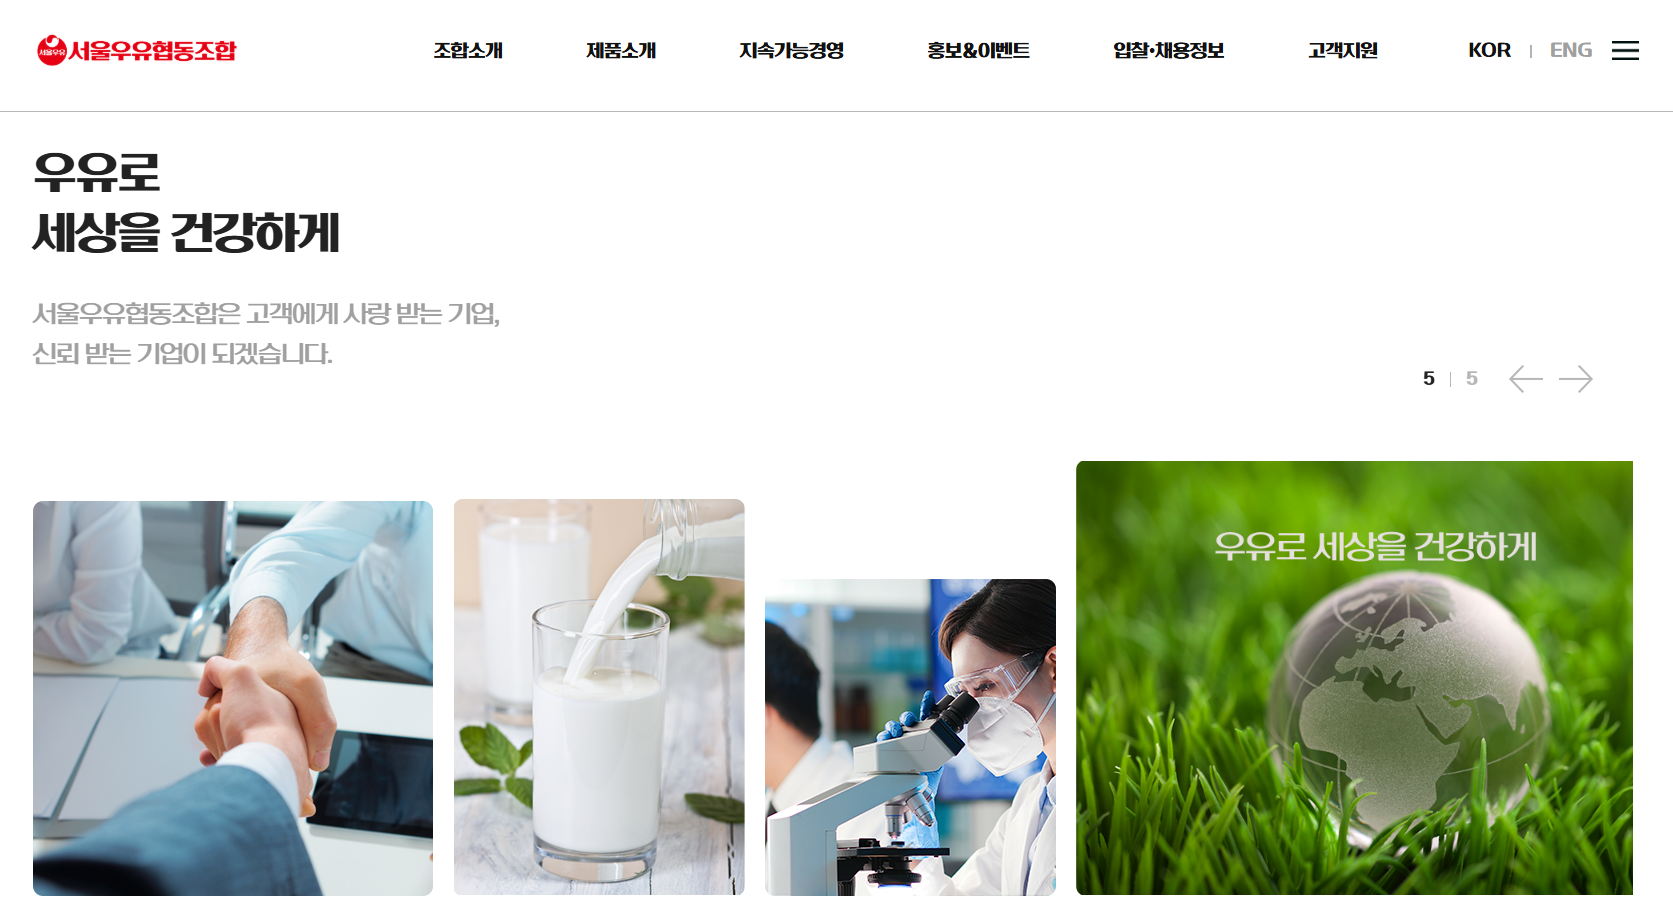 서울우유 서울우유협동조합
조합소개 제품소개 지속가능경영 홍보&이벤트 입찰•채용정보 고객지원 KOR | ENG
우유로
세상을 건강하게
서울우유협동조합은 고객에게 사랑 받는 기업,
신뢰 받는 기업이 되겠습니다.
5 | 5
우유로 세상을 건강하게